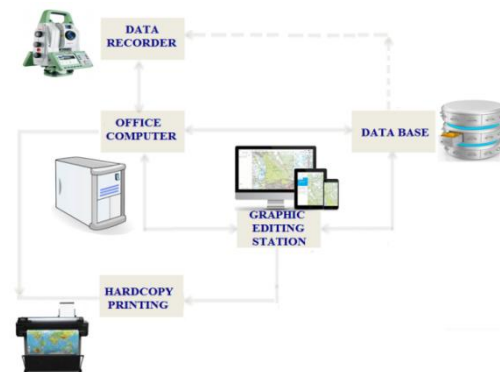 DATA
RECORDER
OFFICE
COMPUTER
DATA BASE
GRAPHIC
EDITING
STATION
HARDCOPY
PRINTING